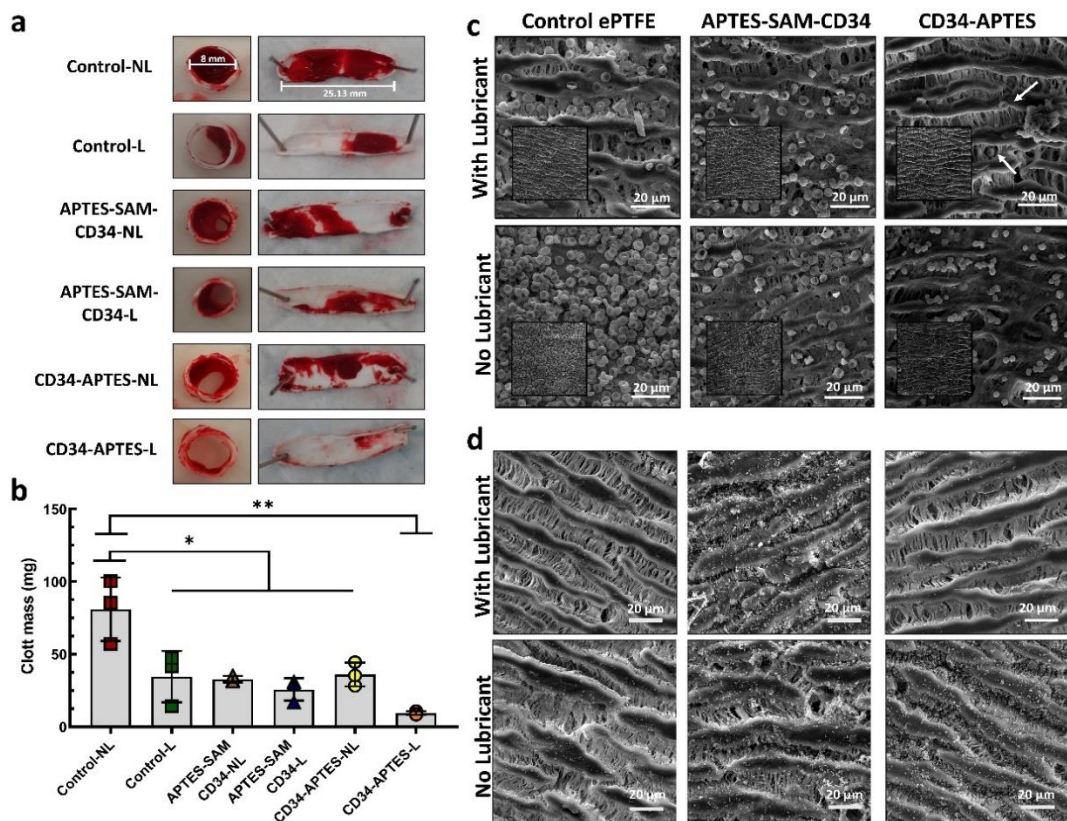 a
Control-NL
8 mm
25.13 mm
Control-L
APTES-SAM-
CD34-NL
APTES-SAM-
CD34-L
CD34-APTES-NL
CD34-APTES-L
b
150
100
50
0
Clott mass (mg)
**
*
Control-NL
Control-L
APTES-SAM
CD34-NL
APTES-SAM
CD34-L
CD34-APTES-NL
CD34-APTES-L
c
Control ePTFE
APTES-SAM-CD34
CD34-APTES
With Lubricant
20 µm
20 µm
20 µm
No Lubricant
20 µm
20 µm
20 µm
d
With Lubricant
20 µm
20 µm
20 µm
No Lubricant
20 µm
20 µm
20 µm